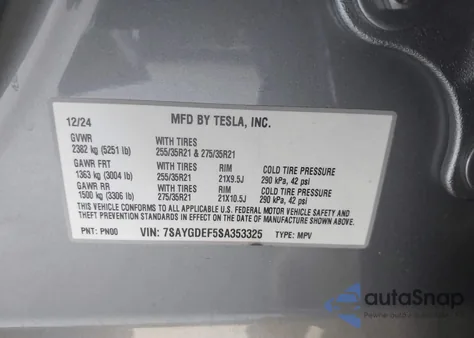 12/24 MFD BY TESLA, INC.
GVWR WITH TIRES
2382 kg (5251 lb) 255/35R21 & 275/35R21
GAWR FRT WITH TIRES RIM COLD TIRE PRESSURE
1363 kg (3004 lb) 255/35R21 21X9.5J 290 kPa, 42 psi
GAWR RR WITH TIRES RIM COLD TIRE PRESSURE
1500 kg (3306 lb) 275/35R21 21X10.5J 290 kPa, 42 psi
THIS VEHICLE CONFORMS TO ALL APPLICABLE FEDERAL MOTOR VEHICLE SAFETY AND
THEFT PREVENTION STANDARDS IN EFFECT ON THE DATE OF MANUFACTURE SHOWN ABOVE.
PNT: PN00 VIN: 7SAYGDEF5SA353325 TYPE: MPV
autoSnap